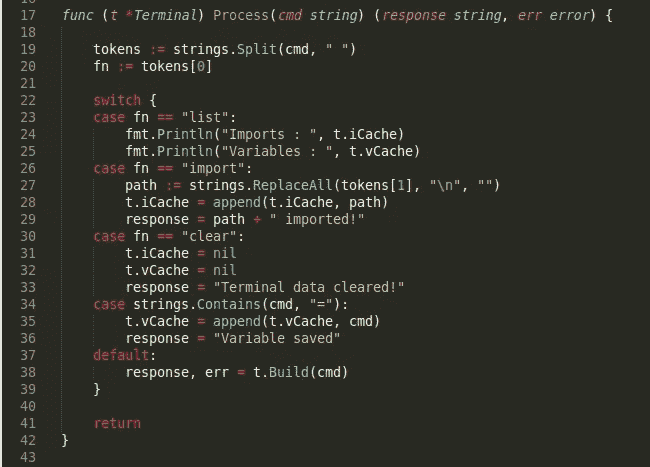 17 func (t *Terminal) Process(cmd string) (response string, err error) {
18
19     tokens := strings.Split(cmd, " ")
20     fn := tokens[0]
21
22     switch {
23     case fn == "list":
24         fmt.Println("Imports : ", t.iCache)
25         fmt.Println("Variables : ", t.vCache)
26     case fn == "import":
27         path := strings.ReplaceAll(tokens[1], "\n", "")
28         t.iCache = append(t.iCache, path)
29         response = path + " imported!"
30     case fn == "clear":
31         t.iCache = nil
32         t.vCache = nil
33         response = "Terminal data cleared!"
34     case strings.Contains(cmd, "="):
35         t.vCache = append(t.vCache, cmd)
36         response = "Variable saved"
37     default:
38         response, err = t.Build(cmd)
39     }
40
41     return
42 }
43